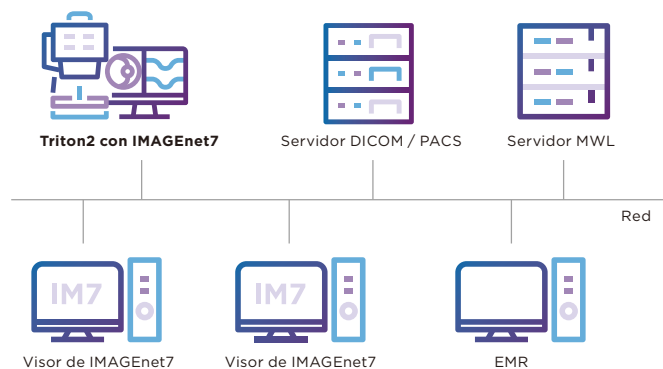 Triton2 con IMAGEnet7
Servidor DICOM / PACS
Servidor MWL
Red
IM7
IM7
Visor de IMAGEnet7
Visor de IMAGEnet7
EMR